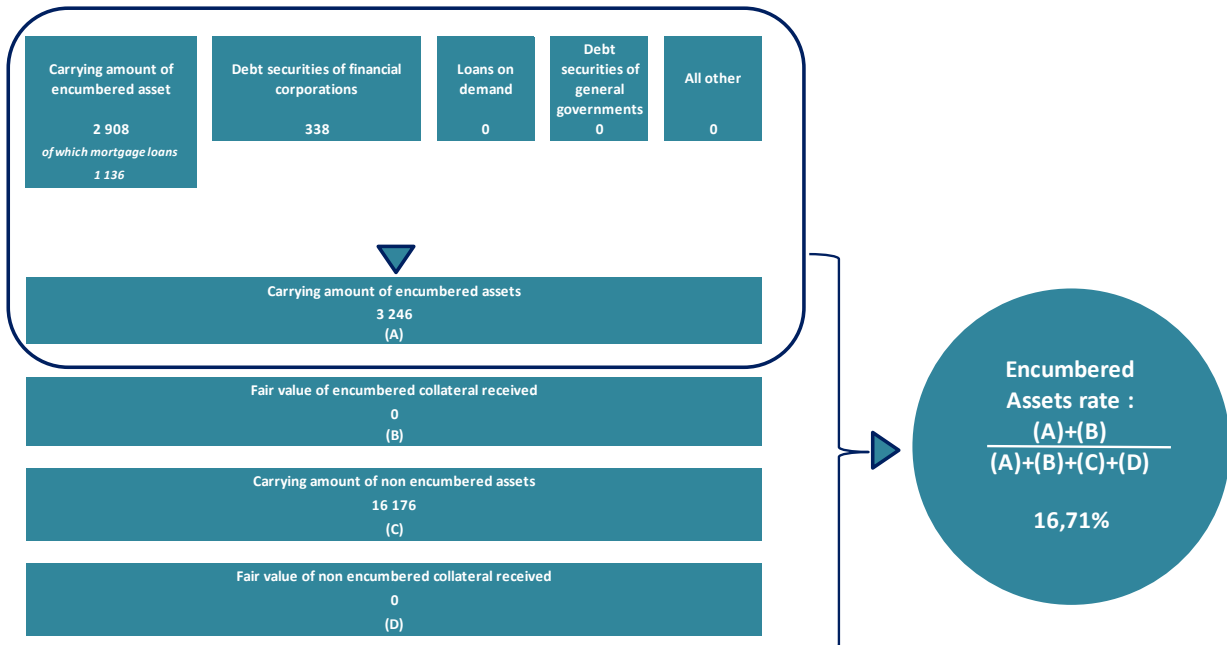 Carrying amount of
encumbered asset
2 908
of which mortgage loans
1 136
Debt securities of financial
corporations
338
Loans on
demand
0
Debt
securities of
general
governments
0
All other
0
Carrying amount of encumbered assets
3 246
(A)
Fair value of encumbered collateral received
0
(B)
Carrying amount of non encumbered assets
16 176
(C)
Fair value of non encumbered collateral received
0
(D)
Encumbered
Assets rate :
(A)+(B)
(A)+(B)+(C)+(D)
16,71%